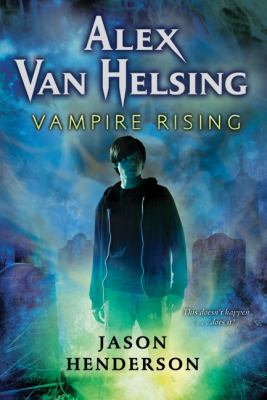 ALEX
VAN HELSING
VAMPIRE RISING
This doesn't happen
. . . does it?
JASON
HENDERSON